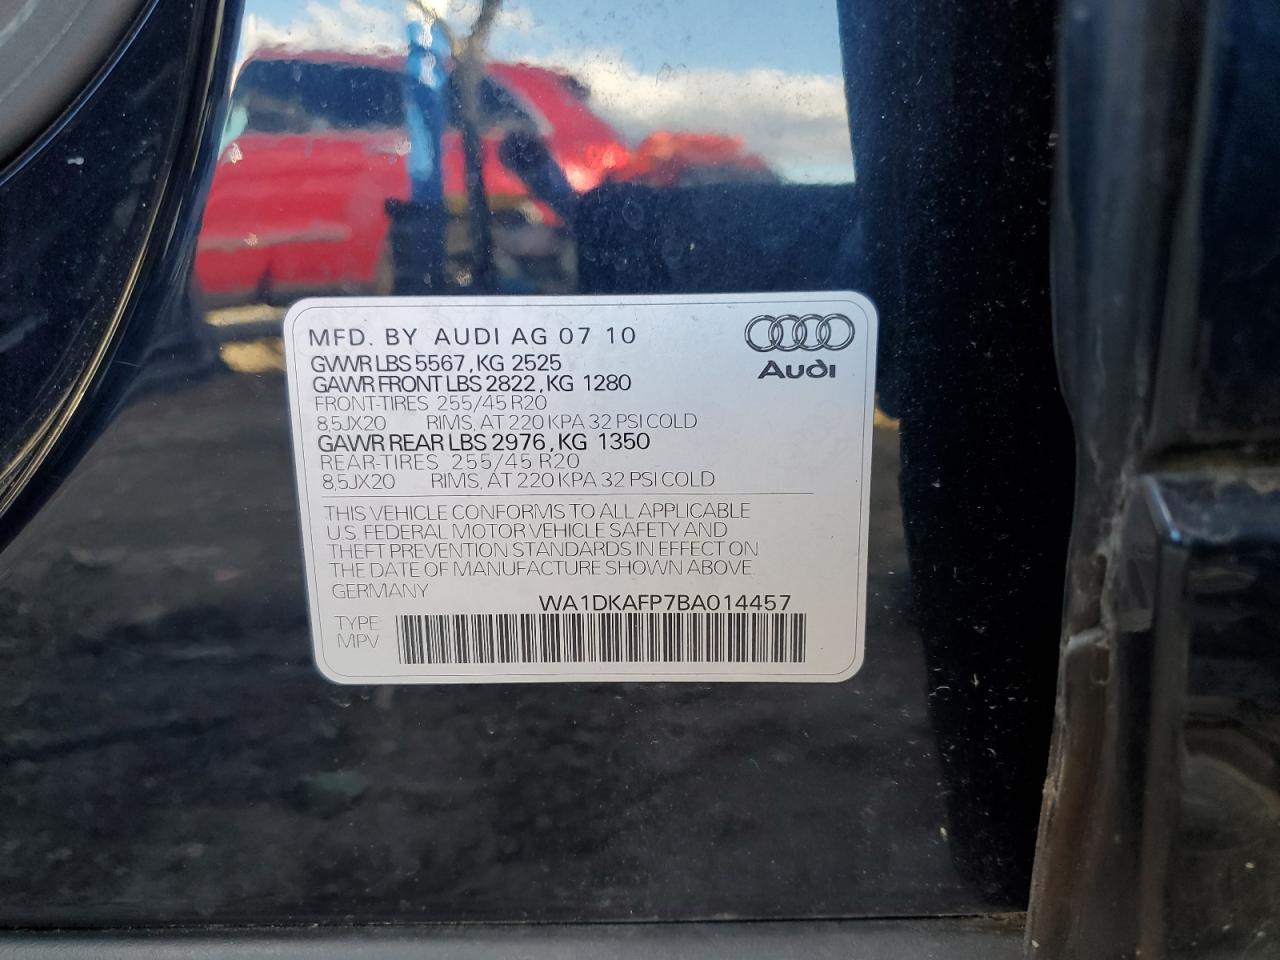 MFD. BY AUDI AG 07 10
GVWR LBS 5567, KG 2525
GAWR FRONT LBS 2822, KG 1280
FRONT-TIRES 255/45 R20
8,5JX20 RIMS, AT 220 KPA 32 PSI COLD
GAWR REAR LBS 2976, KG 1350
REAR-TIRES 255/45 R20
8,5JX20 RIMS, AT 220 KPA 32 PSI COLD
Audi
THIS VEHICLE CONFORMS TO ALL APPLICABLE
U.S. FEDERAL MOTOR VEHICLE SAFETY AND
THEFT PREVENTION STANDARDS IN EFFECT ON
THE DATE OF MANUFACTURE SHOWN ABOVE.
GERMANY
WA1DKAFP7BA014457
TYPE:
MPV